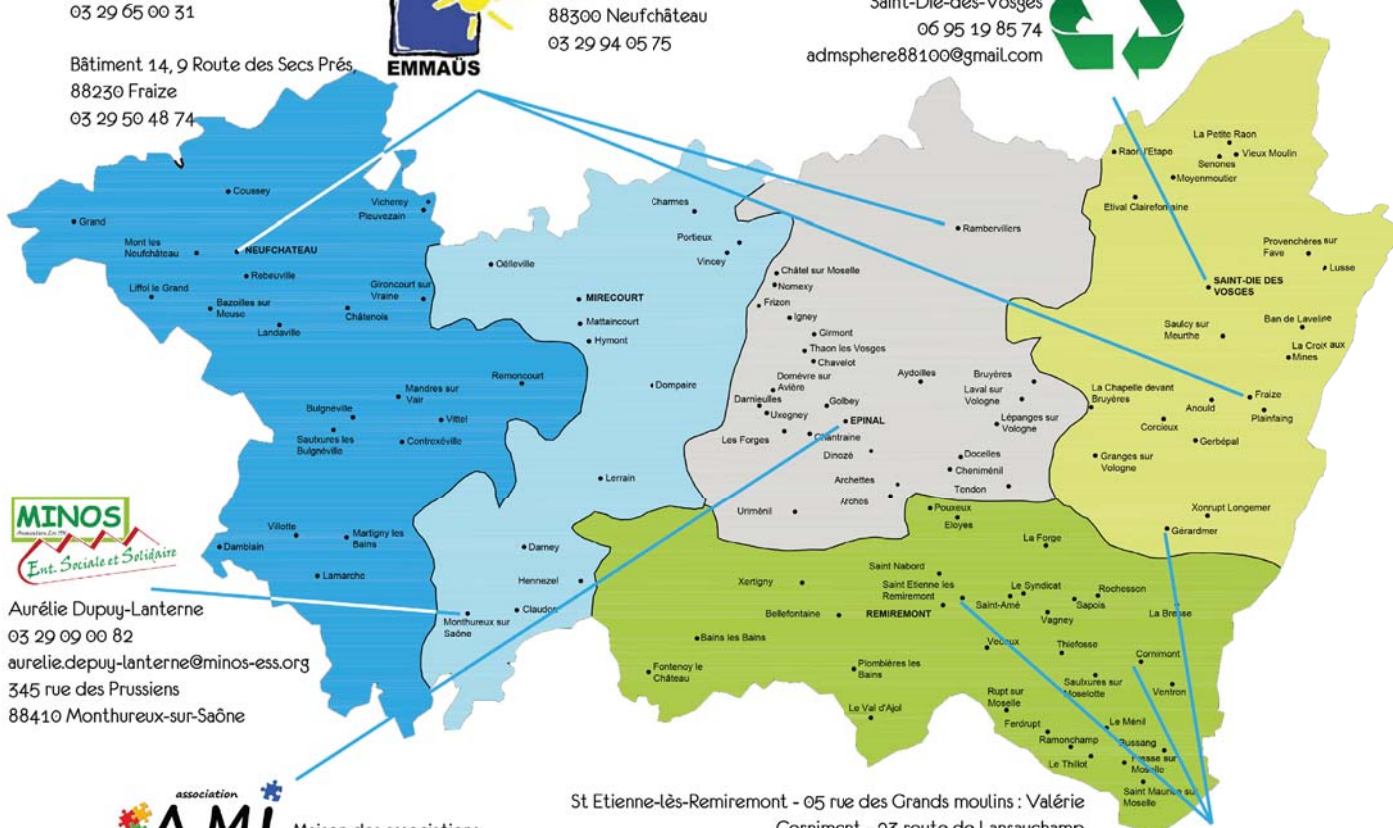 03 29 65 00 31
Bâtiment 14, 9 Route des Secs Prés,
88230 Fraize
03 29 50 48 74
EMMAÜS
88300 Neufchâteau
03 29 94 05 75
Saint-Dié-des-Vosges
06 95 19 85 74
admsphere88100@gmail.com
Coussey
Grand
Vicherey
Pleuvezain
Mont les
Neufchâteau
NEUFCHATEAU
Rebeuville
Liffol le Grand
Bazoilles sur
Meuse
Landaville
Gironcourt sur
Vraine
Châtenois
Remoncourt
Mandres sur
Vair
Bulgnéville
Vittel
Saulxures les
Bulgnéville
Contrexéville
Villotte
Martigny les
Bains
Damblain
Lamarche
Charmes
Portieux
Vincey
Oëlleville
MIRECOURT
Mattaincourt
Hymont
Dompaire
Lerrain
Darney
Hennezel
Claudon
Monthureux sur
Saône
Rambervillers
Châtel sur Moselle
Nomexy
Frizon
Igney
Girmont
Thaon les Vosges
Chavelot
Domèvre sur
Avière
Darnieulles
Uxegney
Golbey
EPINAL
Les Forges
Chantraine
Dinozé
Aydoilles
Bruyères
Laval sur
Vologne
Lépanges sur
Vologne
Docelles
Cheniménil
Tendon
Archettes
Arches
Uriménil
La Petite Raon
Raon l'Etape
Senones
Vieux Moulin
Moyenmoutier
Etival Clairefontaine
Provenchères sur
Fave
Lusse
SAINT-DIE DES
VOSGES
Saulcy sur
Meurthe
Ban de Laveline
La Croix aux
Mines
La Chapelle devant
Bruyères
Anould
Fraize
Plainfaing
Corcieux
Gerbépal
Granges sur
Vologne
Xonrupt Longemer
Gérardmer
Pouxeux
Eloyes
La Forge
Xertigny
Saint Nabord
Saint Etienne les
Remiremont
REMIREMONT
Bellefontaine
Le Syndicat
Saint-Amé
Rochesson
Sapois
Vagney
La Bresse
Bains les Bains
Vecoux
Thiefosse
Cornimont
Fontenoy le
Château
Plombières les
Bains
Saulxures sur
Moselotte
Ventron
Rupt sur
Moselle
Le Val d'Ajol
Ferdrupt
Le Ménil
Ramonchamp
Bussang
Le Thillot
Fresse sur
Moselle
Saint Maurice sur
Moselle
MINOS
Ent. Sociale et Solidaire
Aurélie Dupuy-Lanterne
03 29 09 00 82
aurelie.depuy-lanterne@minos-ess.org
345 rue des Prussiens
88410 Monthureux-sur-Saône
association
AMI
St Etienne-lès-Remiremont - 05 rue des Grands moulins : Valérie